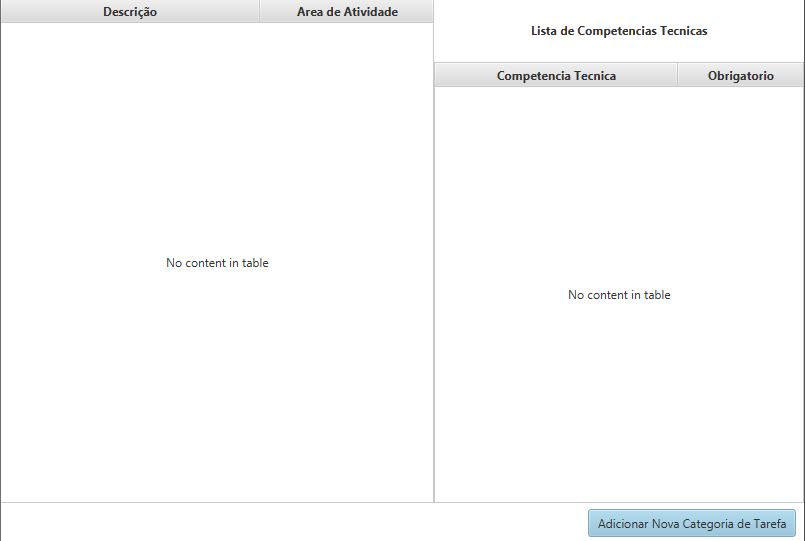 Descrição
Area de Atividade
No content in table
Lista de Competencias Tecnicas
Competencia Tecnica
Obrigatorio
No content in table
Adicionar Nova Categoria de Tarefa